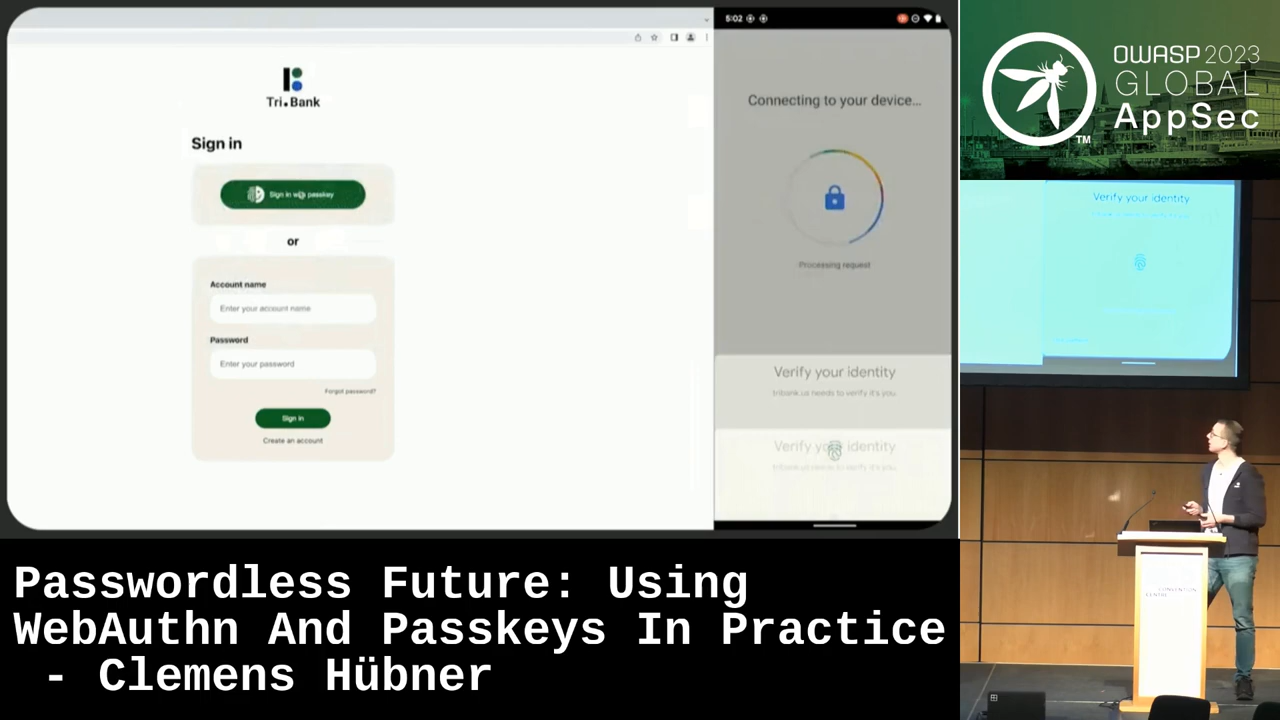 Tri.Bank
Sign in
Sign in with passkey
or
Account name
Enter your account name
Password
Enter your password
Forgot password?
Sign in
Create an account
5:02
Connecting to your device...
Processing request
Verify your identity
tribank.us needs to verify it's you
Verify your identity
OWASP 2023
GLOBAL
AppSec
TM
Verify your identity
CONVENTION
CENTRE
Passwordless Future: Using
WebAuthn And Passkeys In Practice
- Clemens Hübner